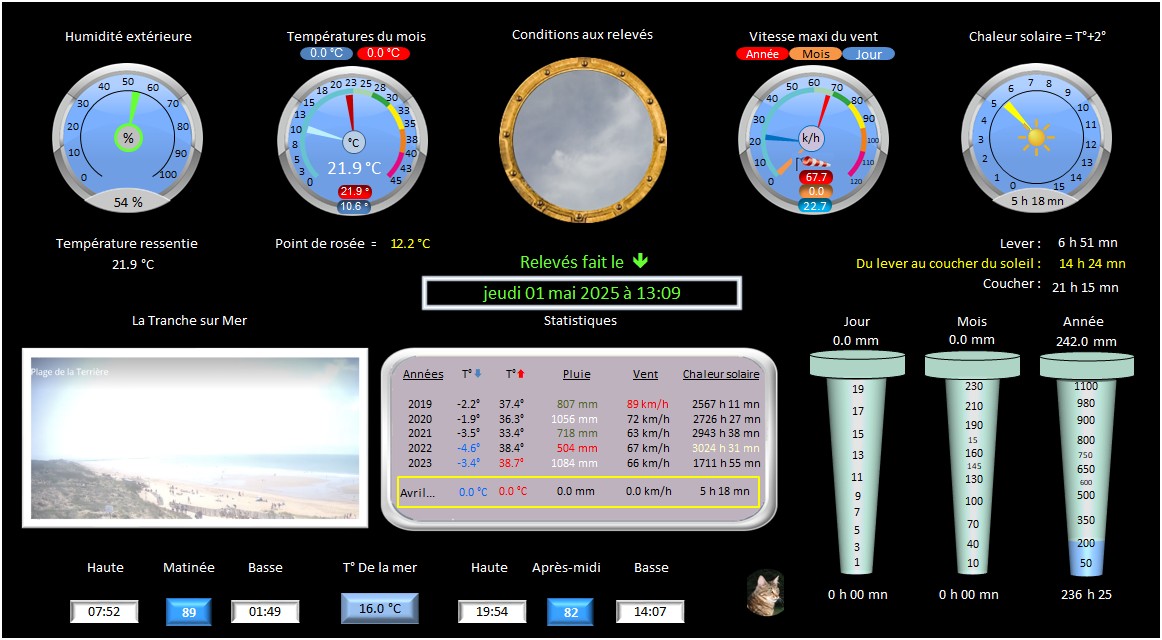 Humidité extérieure
Températures du mois
Conditions aux relevés
Vitesse maxi du vent
Chaleur solaire = T°+2°
0.0 °C 0.0 °C
Année Mois Jour
0 10 20 30 40 50 60 70 80 90 100
%
54 %
0 3 5 8 10 13 15 18 20 23 25 28 30 33 35 38 40 43 45
°C
21.9 °C
21.9 °
10.6 °
0 10 20 30 40 50 60 70 80 90 100 110 120
k/h
67.7
0.0
22.7
0 1 2 3 4 5 6 7 8 9 10 11 12 13 14 15
5 h 18 mn
Température ressentie
21.9 °C
Point de rosée = 12.2 °C
Relevés fait le
jeudi 01 mai 2025 à 13:09
Lever : 6 h 51 mn
Du lever au coucher du soleil : 14 h 24 mn
Coucher : 21 h 15 mn
La Tranche sur Mer
Plage de la Terrière
Statistiques
Années T° T° Pluie Vent Chaleur solaire
2019 -2.2° 37.4° 807 mm 89 km/h 2567 h 11 mn
2020 -1.9° 36.3° 1056 mm 72 km/h 2726 h 27 mn
2021 -3.5° 33.4° 718 mm 63 km/h 2943 h 38 mn
2022 -4.6° 38.4° 504 mm 67 km/h 3024 h 31 mn
2023 -3.4° 38.7° 1084 mm 66 km/h 1711 h 55 mn
Avril... 0.0 °C 0.0 °C 0.0 mm 0.0 km/h 5 h 18 mn
Jour
0.0 mm
19
17
15
13
11
9
7
5
3
1
0 h 00 mn
Mois
0.0 mm
230
210
190
15
160
145
130
100
70
40
10
0 h 00 mn
Année
242.0 mm
1100
980
900
800
750
650
600
500
350
200
50
236 h 25
Haute Matinée Basse T° De la mer Haute Après-midi Basse
07:52 89 01:49 16.0 °C 19:54 82 14:07